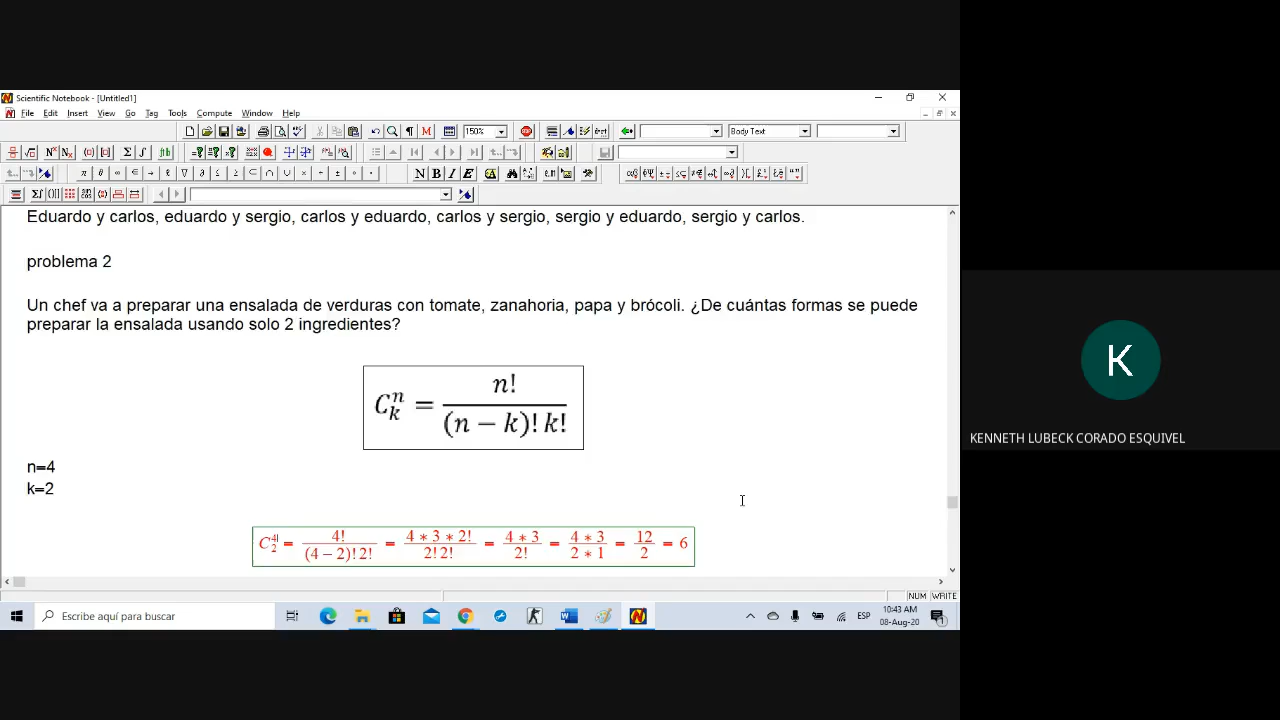 Scientific Notebook - [Untitled1]
File Edit Insert View Go Tag Tools Compute Window Help
150% Body Text
Eduardo y carlos, eduardo y sergio, carlos y eduardo, carlos y sergio, sergio y eduardo, sergio y carlos.
problema 2
Un chef va a preparar una ensalada de verduras con tomate, zanahoria, papa y brócoli. ¿De cuántas formas se puede
preparar la ensalada usando solo 2 ingredientes?
C_k^n = n! / (n − k)! k!
n=4
k=2
C_2^4 = 4! / (4 − 2)! 2! = 4 * 3 * 2! / 2! 2! = 4 * 3 / 2! = 4 * 3 / 2 * 1 = 12 / 2 = 6
NUM WRITE
Escribe aquí para buscar
ESP
10:43 AM
08-Aug-20
K
KENNETH LUBECK CORADO ESQUIVEL